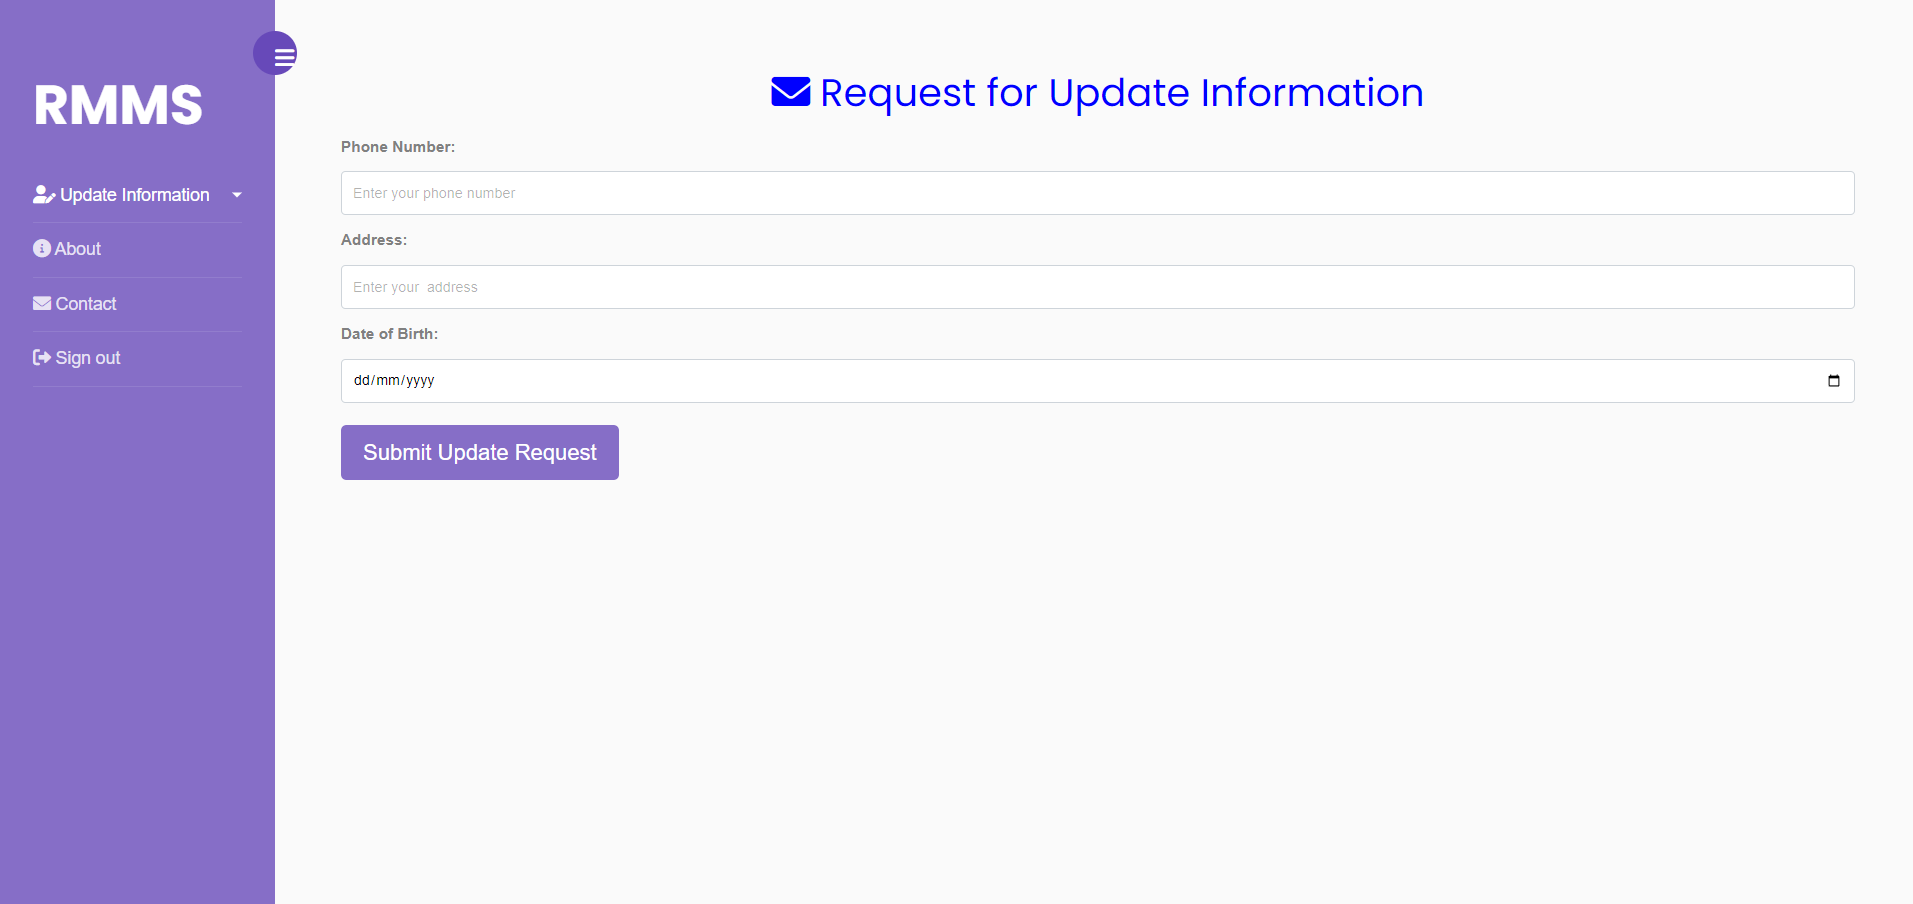 RMMS
Update Information
About
Contact
Sign out
Request for Update Information
Phone Number:
Enter your phone number
Address:
Enter your  address
Date of Birth:
dd/mm/yyyy
Submit Update Request